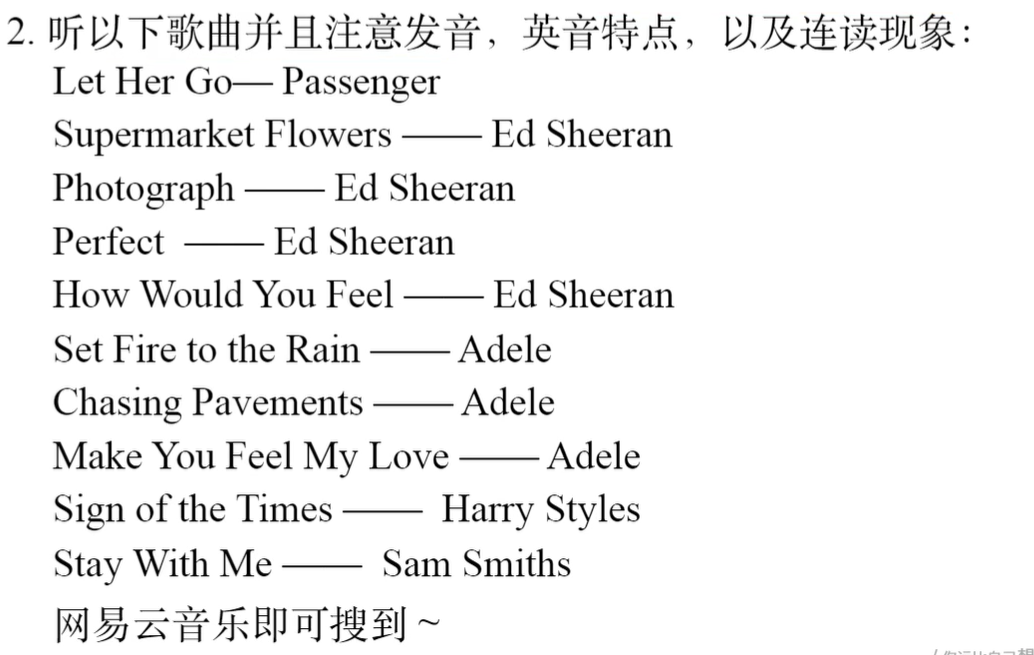 2. 听以下歌曲并且注意发音，英音特点，以及连读现象：
Let Her Go— Passenger
Supermarket Flowers —— Ed Sheeran
Photograph —— Ed Sheeran
Perfect —— Ed Sheeran
How Would You Feel —— Ed Sheeran
Set Fire to the Rain —— Adele
Chasing Pavements —— Adele
Make You Feel My Love —— Adele
Sign of the Times —— Harry Styles
Stay With Me —— Sam Smiths
网易云音乐即可搜到 ~